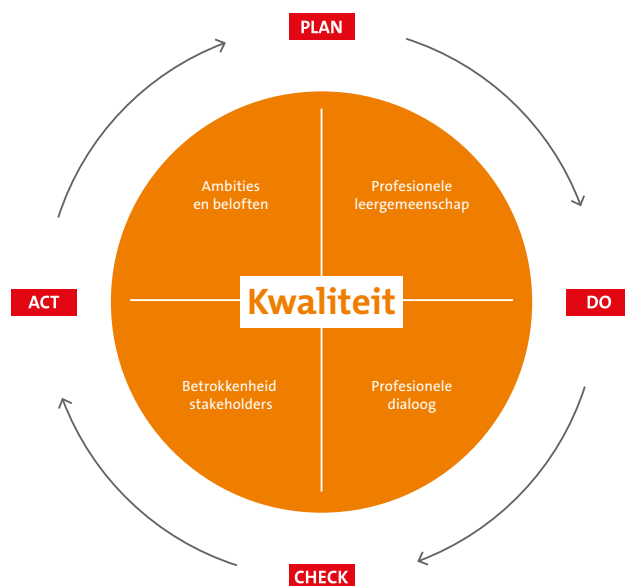 PLAN
Ambities
en beloften
Profesionele
leergemeenschap
ACT
Kwaliteit
DO
Betrokkenheid
stakeholders
Profesionele
dialoog
CHECK